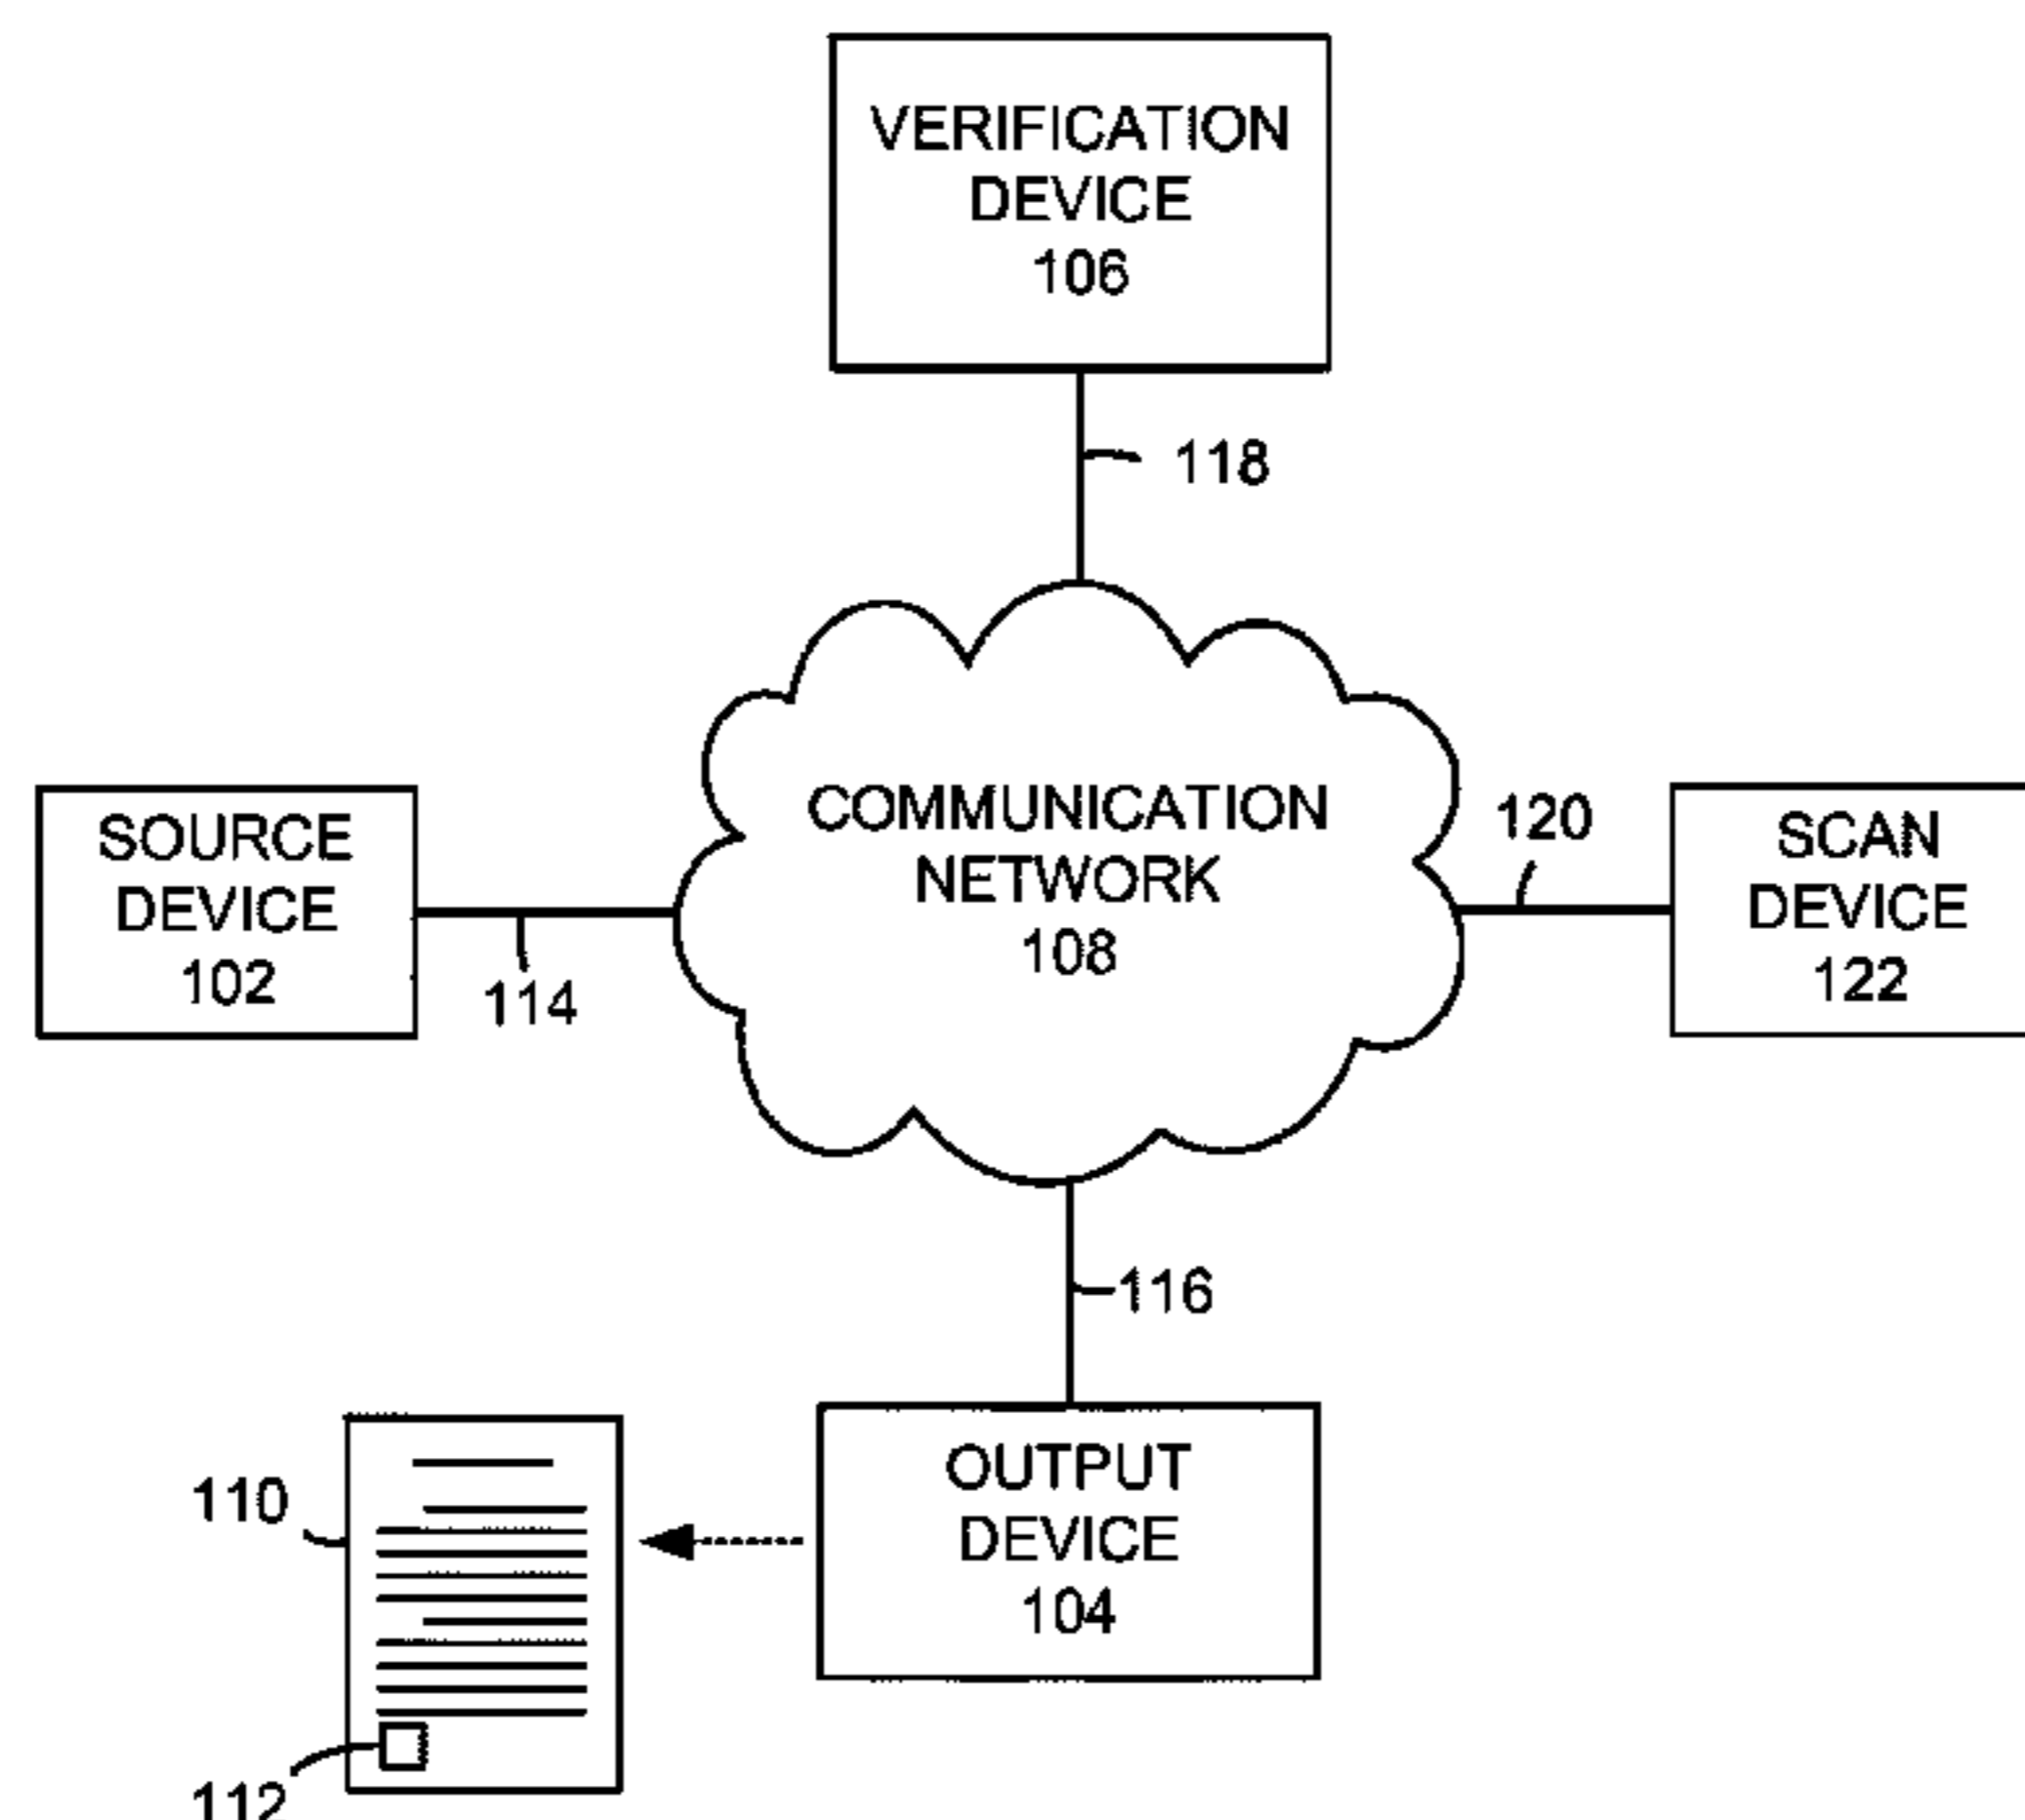 VERIFICATION
DEVICE
106
118
COMMUNICATION
NETWORK
108
SOURCE
DEVICE
102
114
120
SCAN
DEVICE
122
116
OUTPUT
DEVICE
104
110
112